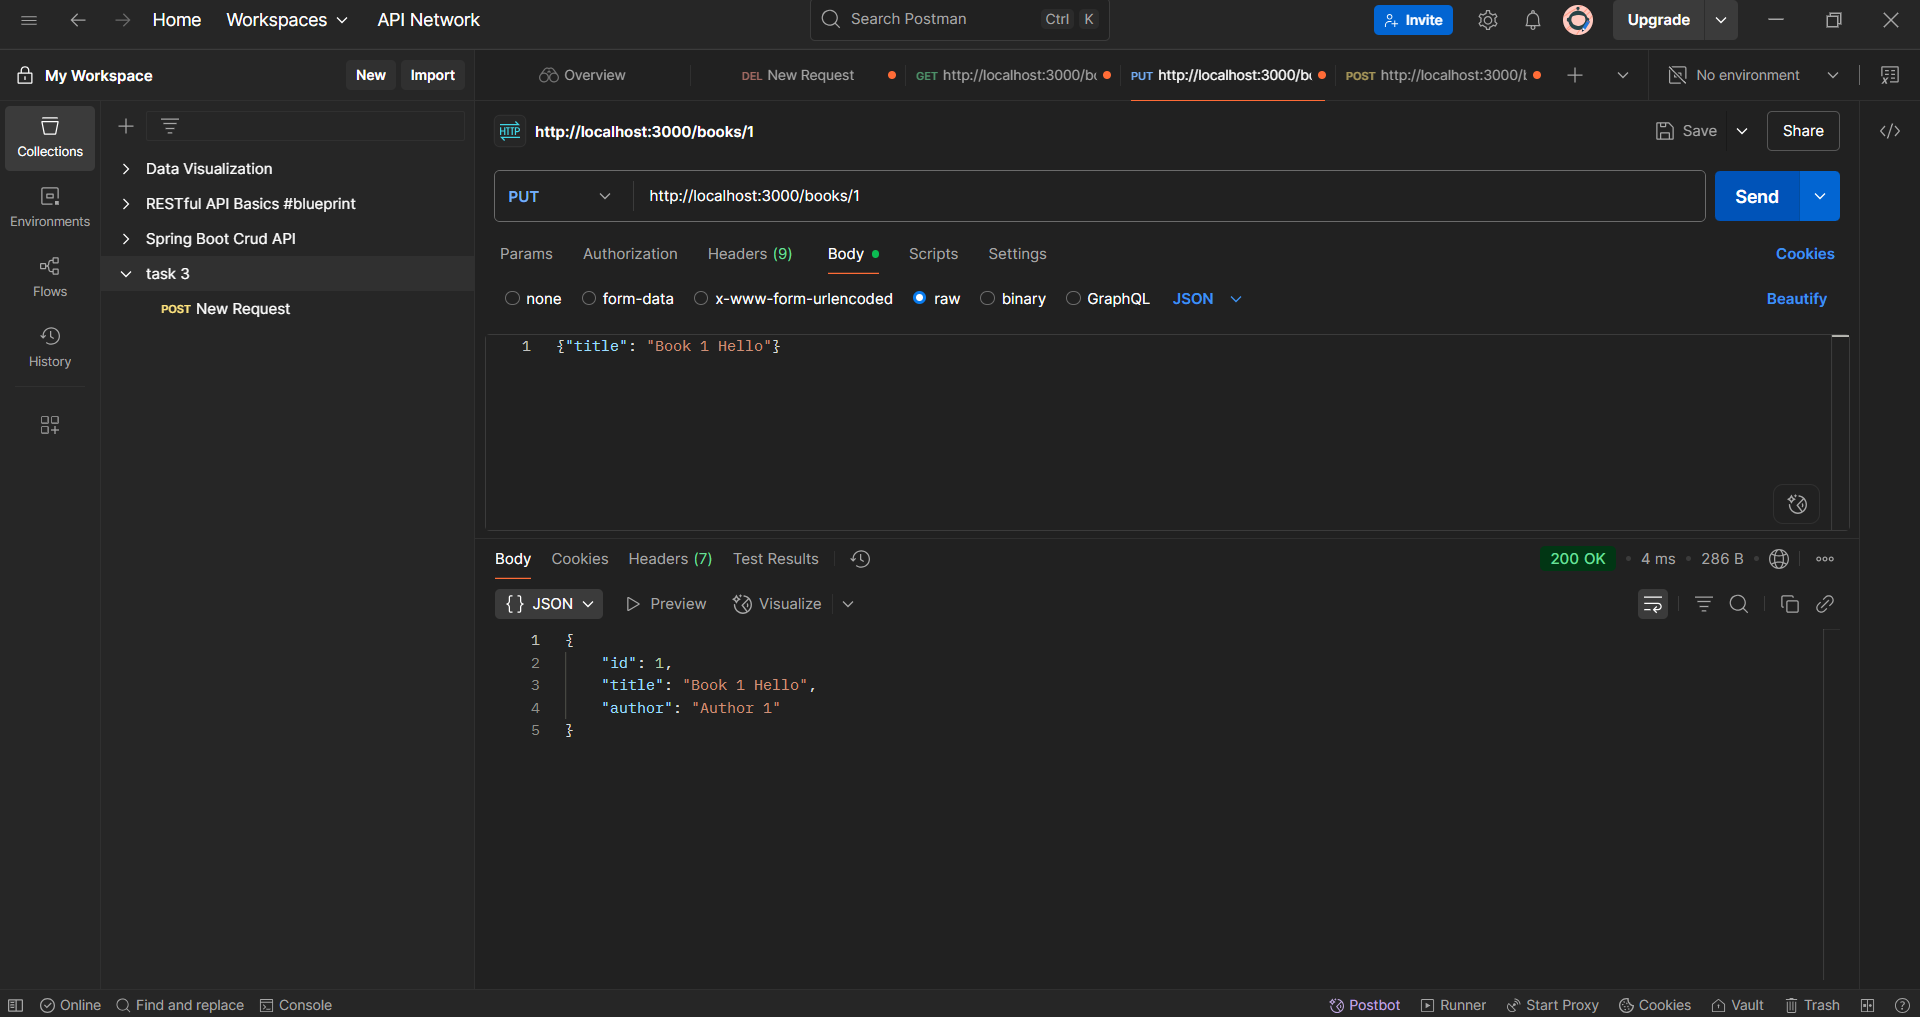 Home Workspaces API Network Search Postman Ctrl K Invite Upgrade
My Workspace New Import Overview DEL New Request GET http://localhost:3000/bo PUT http://localhost:3000/bo POST http://localhost:3000/ No environment
Collections
Environments
Flows
History
Data Visualization
RESTful API Basics #blueprint
Spring Boot Crud API
task 3
POST New Request
HTTP http://localhost:3000/books/1 Save Share
PUT http://localhost:3000/books/1 Send
Params Authorization Headers (9) Body Scripts Settings Cookies
none form-data x-www-form-urlencoded raw binary GraphQL JSON Beautify
1 {"title": "Book 1 Hello"}
Body Cookies Headers (7) Test Results 200 OK • 4 ms • 286 B
{} JSON Preview Visualize
1 {
2 "id": 1,
3 "title": "Book 1 Hello",
4 "author": "Author 1"
5 }
Online Find and replace Console Postbot Runner Start Proxy Cookies Vault Trash